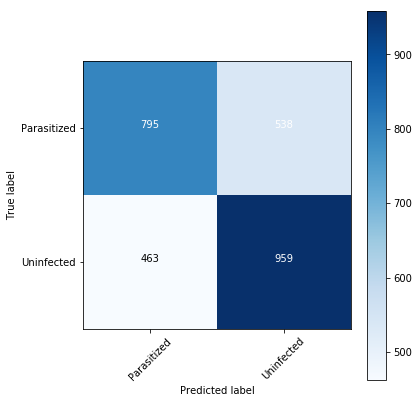 900
800
700
600
500
True label
Parasitized
Uninfected
795
538
463
959
Parasitized
Uninfected
Predicted label